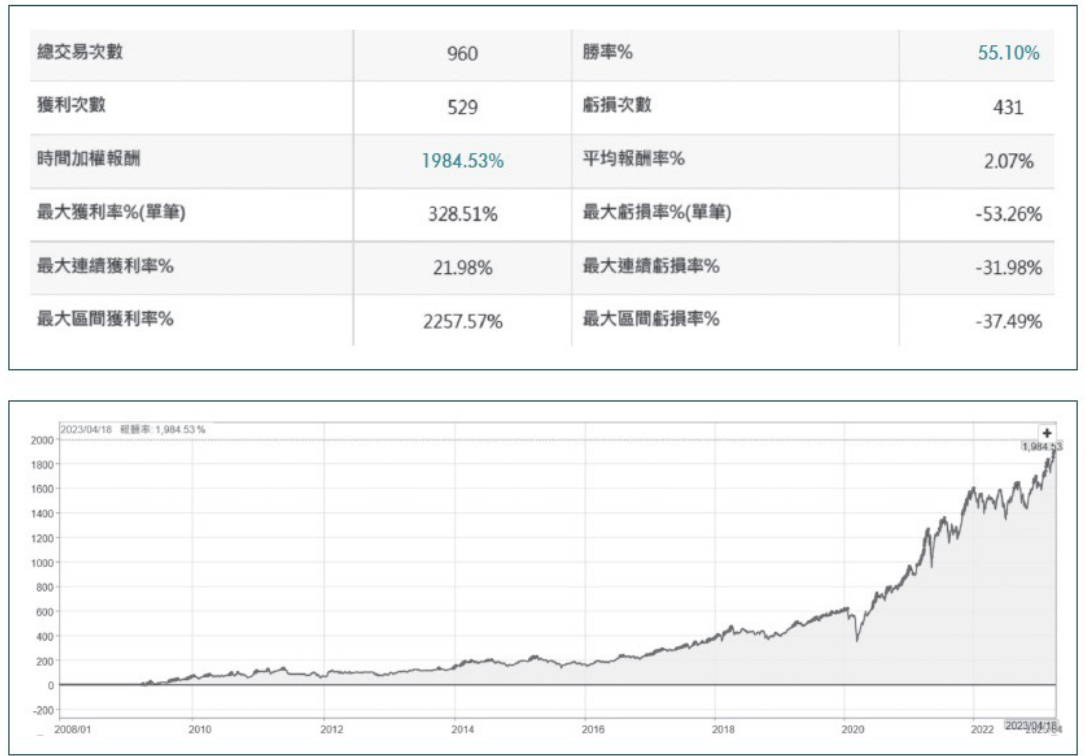 總交易次數 960 勝率% 55.10%
獲利次數 529 虧損次數 431
時間加權報酬 1984.53% 平均報酬率% 2.07%
最大獲利率%(單筆) 328.51% 最大虧損率%(單筆) -53.26%
最大連續獲利率% 21.98% 最大連續虧損率% -31.98%
最大區間獲利率% 2257.57% 最大區間虧損率% -37.49%
2023/04/18 報酬率: 1,984.53 %
+
2000
1,984.53
1800
1600
1400
1200
1000
800
600
400
200
0
-200
2008/01 2010 2012 2014 2016 2018 2020 2022 2023/04/18